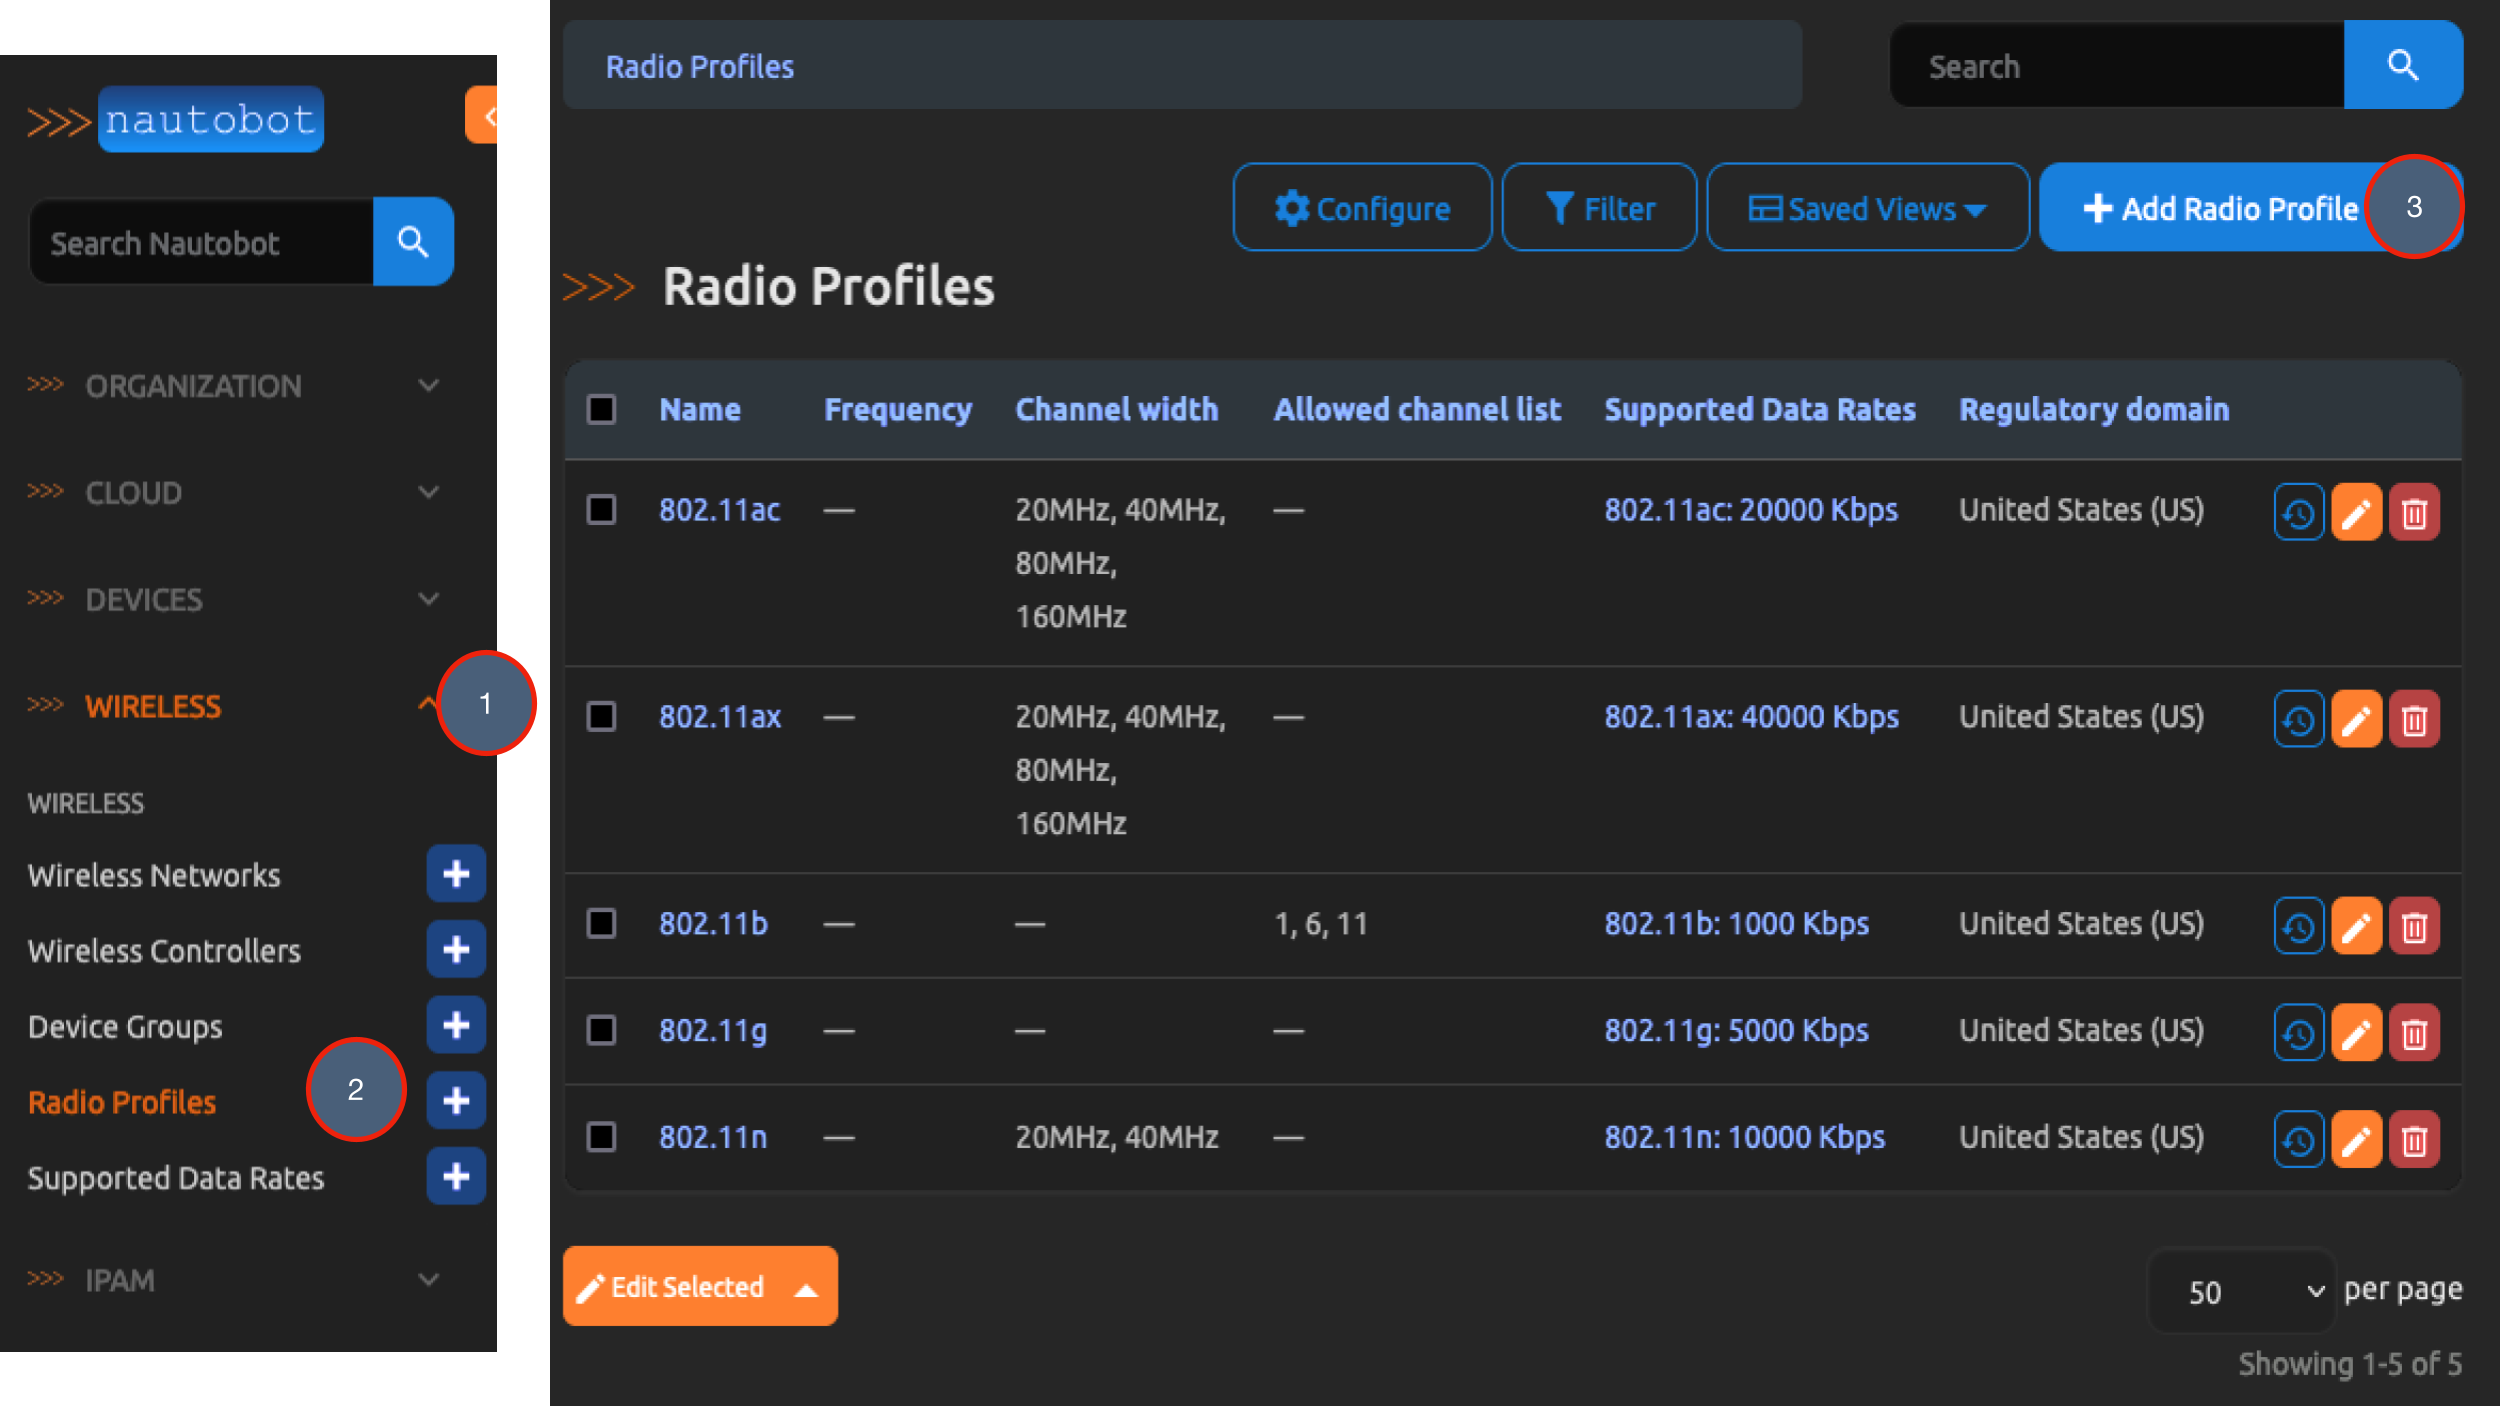 >>> nautobot
Search Nautobot
>>> ORGANIZATION
>>> CLOUD
>>> DEVICES
>>> WIRELESS 1
WIRELESS
Wireless Networks
Wireless Controllers
Device Groups
Radio Profiles 2
Supported Data Rates
>>> IPAM
Radio Profiles
Search
Configure Filter Saved Views Add Radio Profile 3
>>> Radio Profiles
Name Frequency Channel width Allowed channel list Supported Data Rates Regulatory domain
802.11ac — 20MHz, 40MHz, — 802.11ac: 20000 Kbps United States (US)
80MHz,
160MHz
802.11ax — 20MHz, 40MHz, — 802.11ax: 40000 Kbps United States (US)
80MHz,
160MHz
802.11b — — 1, 6, 11 802.11b: 1000 Kbps United States (US)
802.11g — — — 802.11g: 5000 Kbps United States (US)
802.11n — 20MHz, 40MHz — 802.11n: 10000 Kbps United States (US)
Edit Selected
50 per page
Showing 1-5 of 5